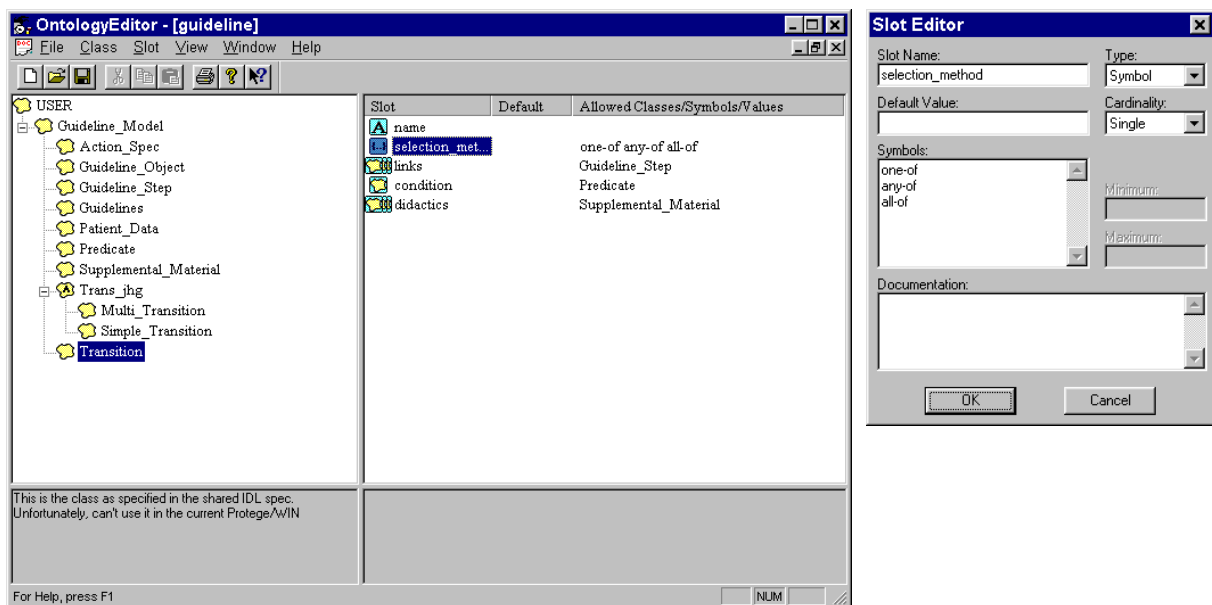 OntologyEditor - [guideline]
File Class Slot View Window Help
USER
Guideline_Model
Action_Spec
Guideline_Object
Guideline_Step
Guidelines
Patient_Data
Predicate
Supplemental_Material
Trans_jhg
Multi_Transition
Simple_Transition
Transition
Slot Default Allowed Classes/Symbols/Values
name
selection_met... one-of any-of all-of
links Guideline_Step
condition Predicate
didactics Supplemental_Material
This is the class as specified in the shared IDL spec.
Unfortunately, can't use it in the current Protege/WIN
For Help, press F1
NUM
Slot Editor
Slot Name: Type:
selection_method Symbol
Default Value: Cardinality:
Single
Symbols:
one-of
any-of
all-of
Minimum:
Maximum:
Documentation:
OK Cancel